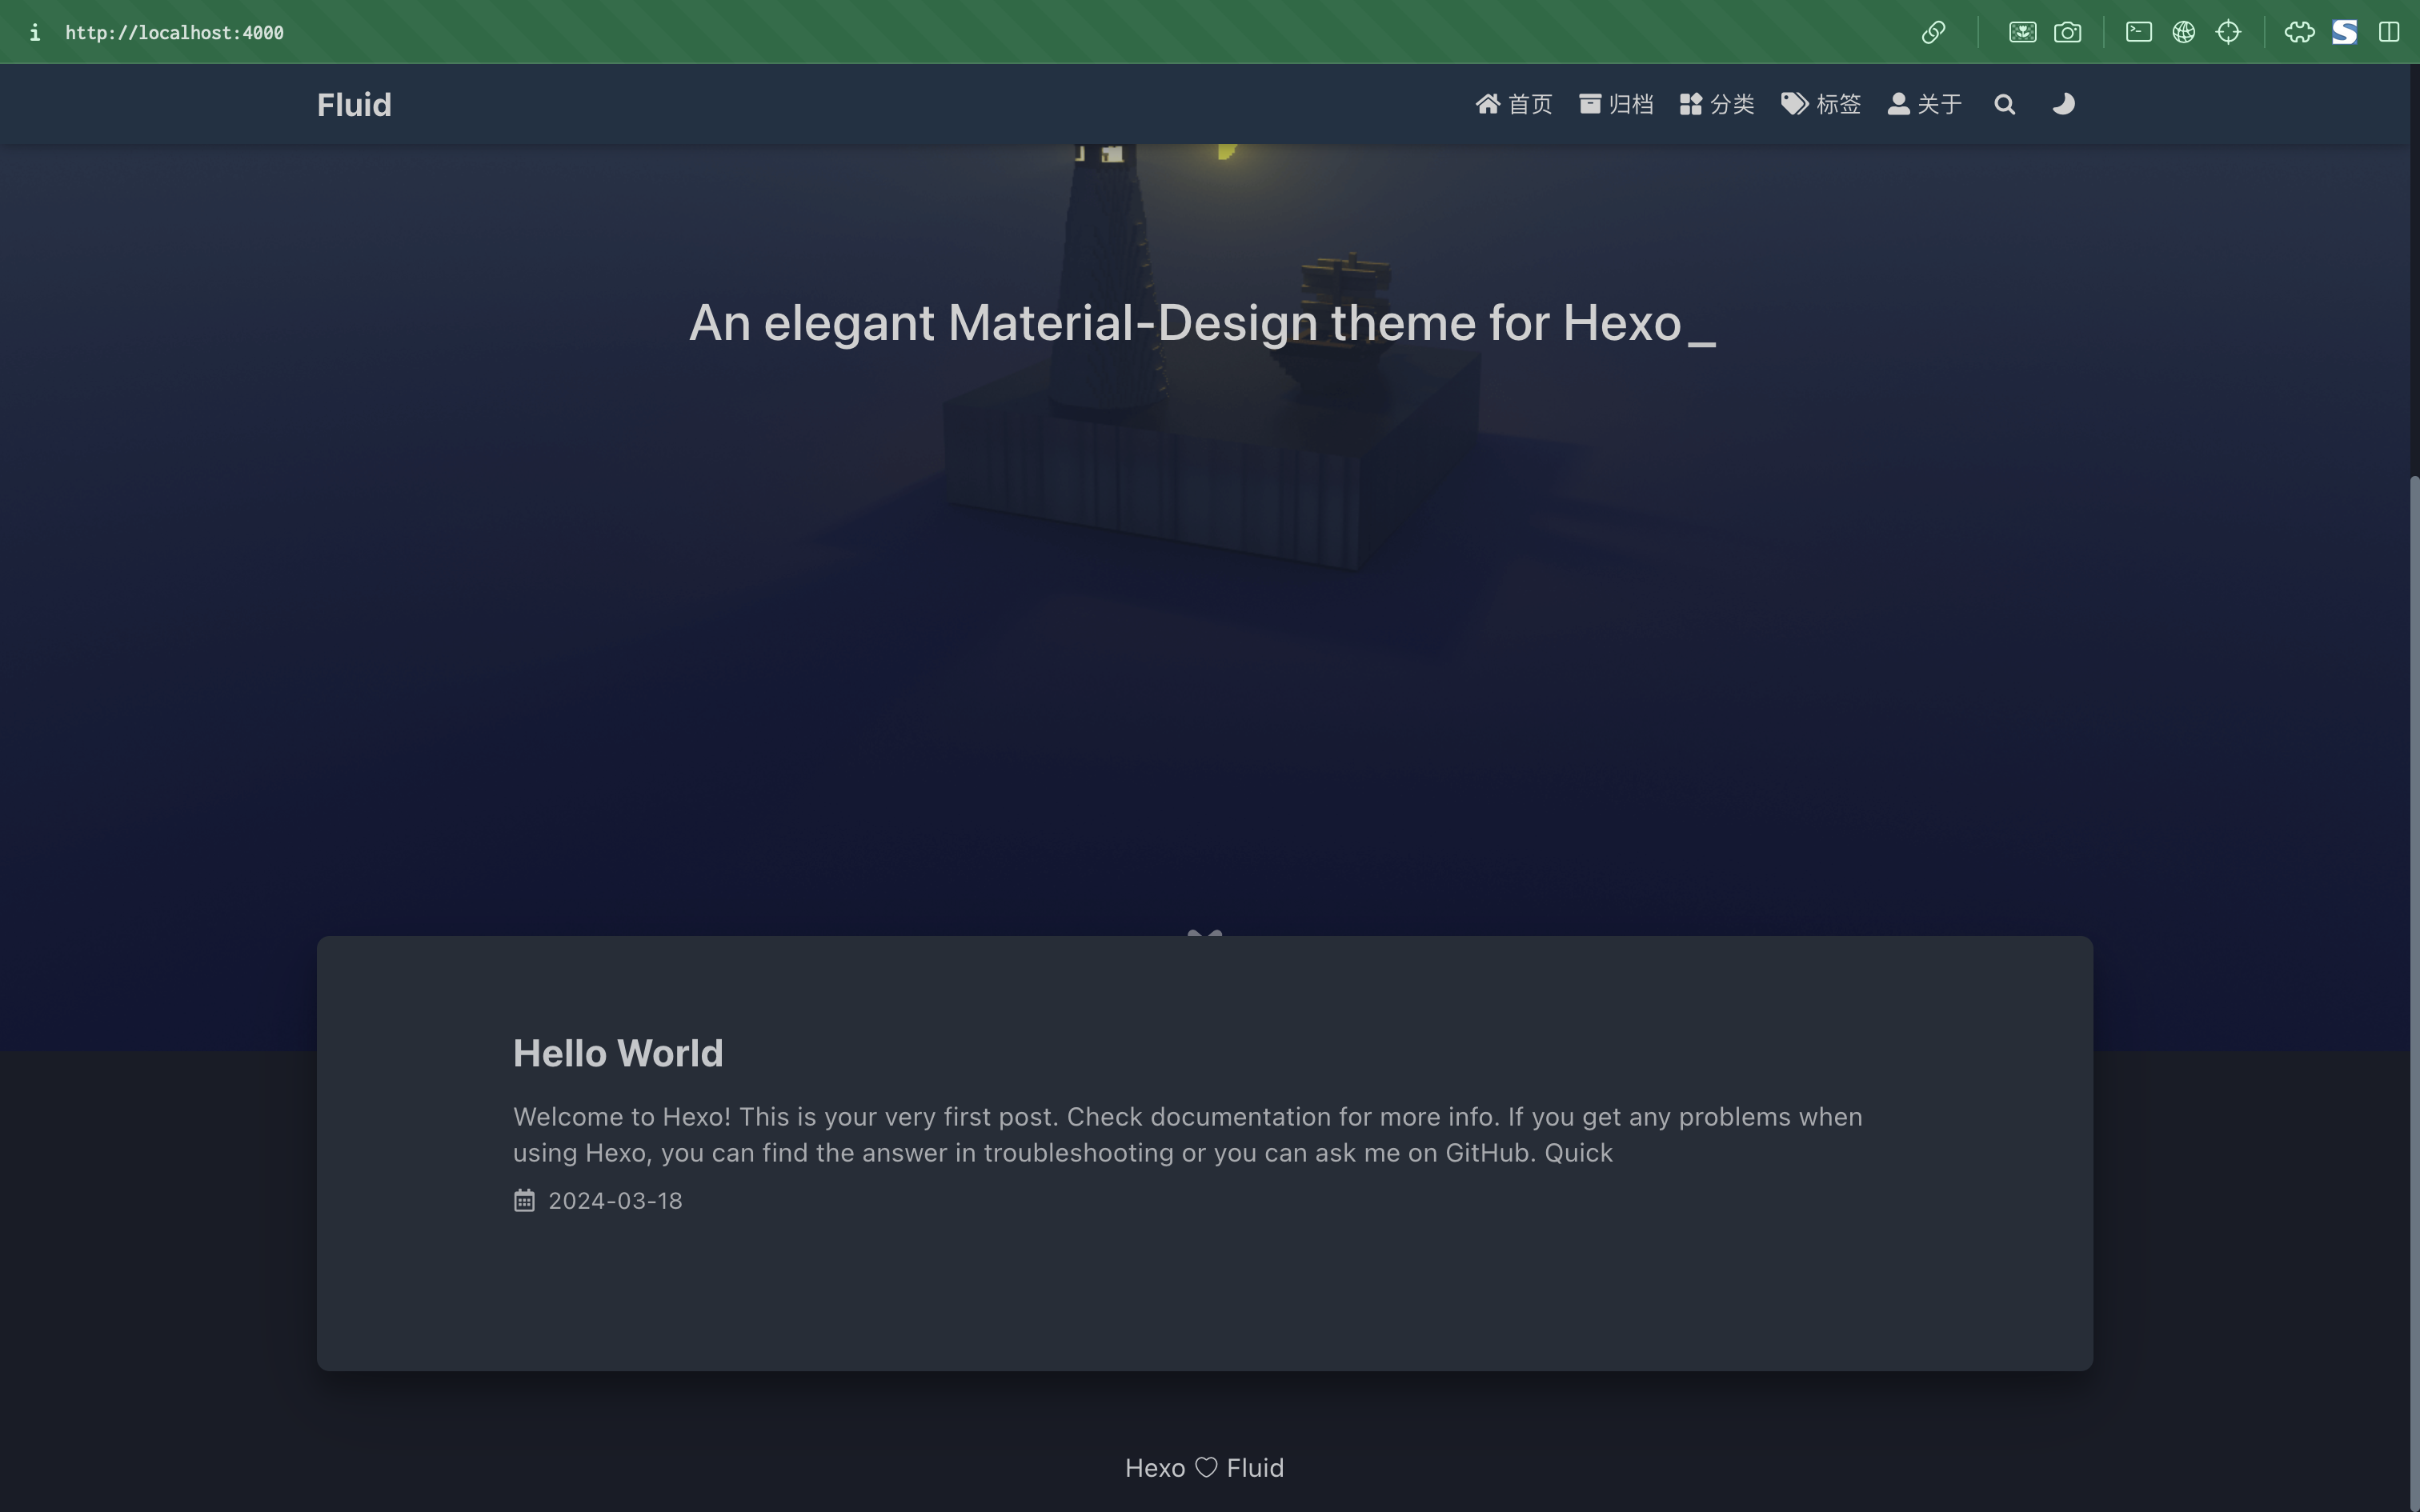 http://localhost:4000
Fluid
首页 归档 分类 标签 关于
An elegant Material-Design theme for Hexo_
Hello World
Welcome to Hexo! This is your very first post. Check documentation for more info. If you get any problems when
using Hexo, you can find the answer in troubleshooting or you can ask me on GitHub. Quick
2024-03-18
Hexo ♡ Fluid